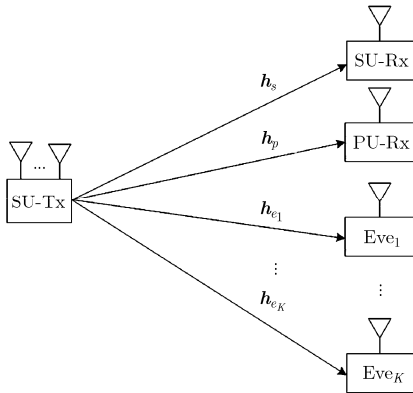 SU-Rx
h_s
PU-Rx
h_p
...
SU-Tx
h_{e_1}
Eve_1
⋮
⋮
h_{e_K}
Eve_K